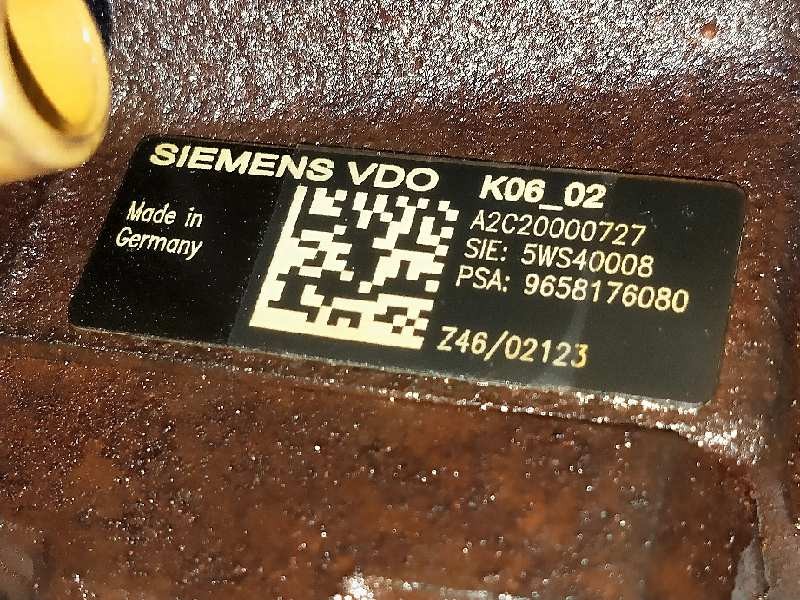 SIEMENS VDO
Made in
Germany
K06_02
A2C20000727
SIE: 5WS40008
PSA: 9658176080
Z46/02123